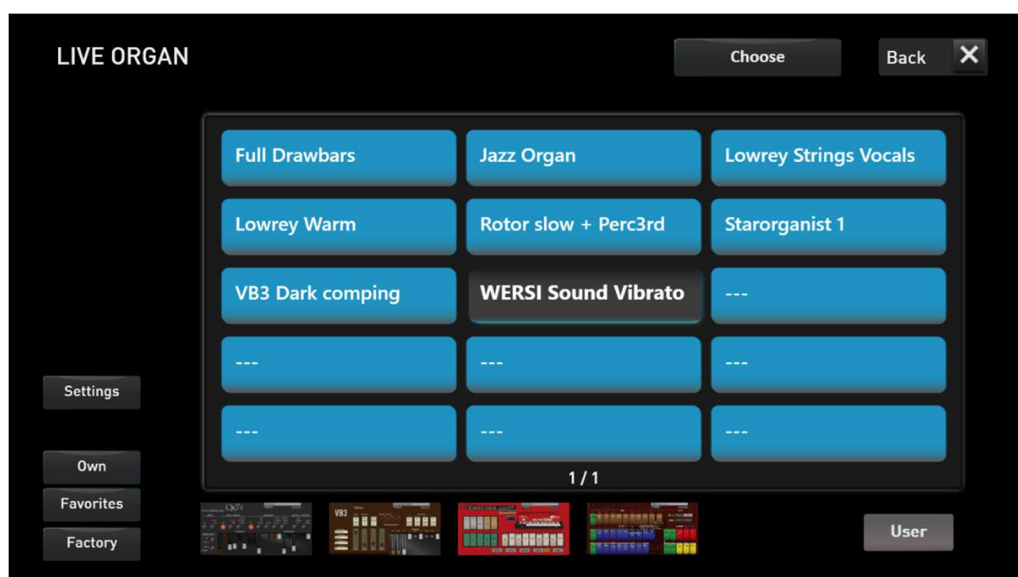 LIVE ORGAN
Choose
Back
Full Drawbars
Jazz Organ
Lowrey Strings Vocals
Lowrey Warm
Rotor slow + Perc3rd
Starorganist 1
VB3 Dark comping
WERSI Sound Vibrato
---
---
---
---
---
---
---
1 / 1
Settings
Own
Favorites
Factory
VB3
User